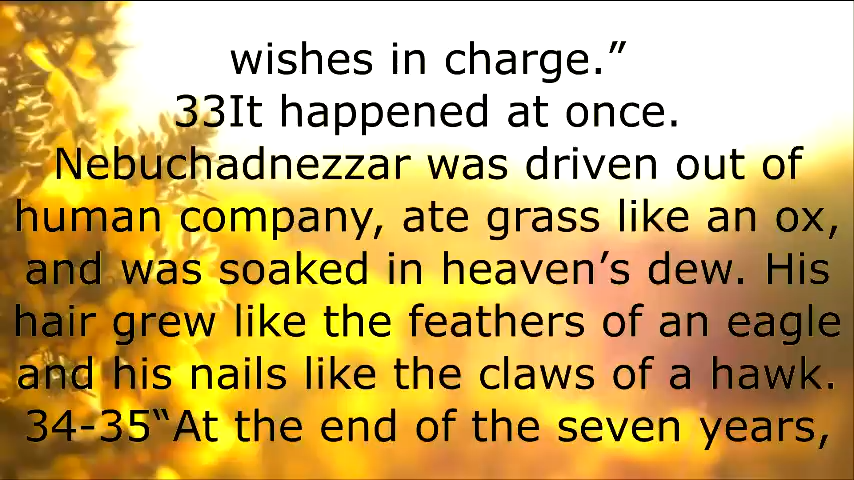 wishes in charge.”
33It happened at once.
Nebuchadnezzar was driven out of
human company, ate grass like an ox,
and was soaked in heaven’s dew. His
hair grew like the feathers of an eagle
and his nails like the claws of a hawk.
34-35“At the end of the seven years,